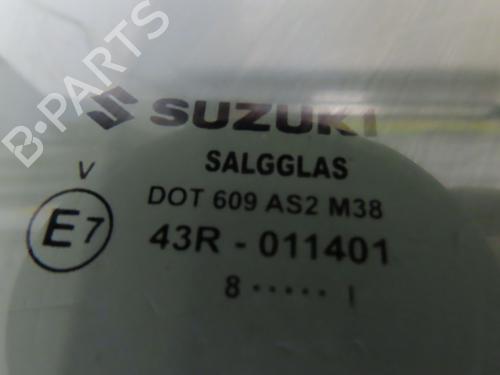 B-PARTS
SUZUKI
SALGGLAS
V
DOT 609 AS2 M38
E7
43R - 011401
8 ····· I